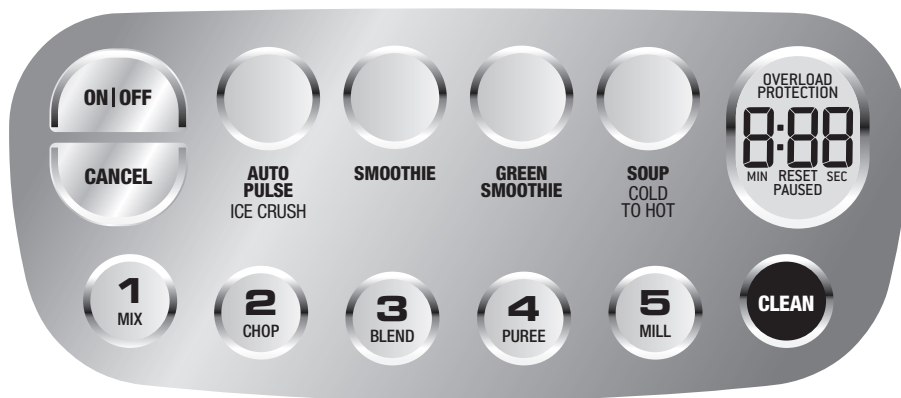 ON|OFF
CANCEL
AUTO
PULSE
ICE CRUSH
SMOOTHIE
GREEN
SMOOTHIE
SOUP
COLD
TO HOT
OVERLOAD
PROTECTION
8:88
MIN RESET SEC
PAUSED
1
MIX
2
CHOP
3
BLEND
4
PUREE
5
MILL
CLEAN